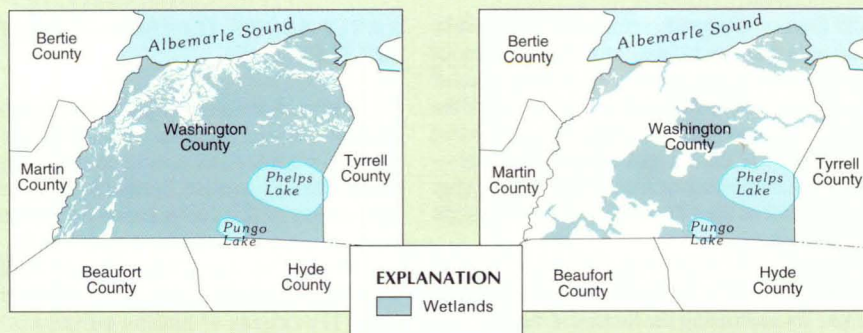 Bertie
County
Albemarle Sound
Washington
County
Martin
County
Tyrrell
County
Phelps
Lake
Pungo
Lake
Beaufort
County
Hyde
County
Bertie
County
Albemarle Sound
Washington
County
Martin
County
Tyrrell
County
Phelps
Lake
Pungo
Lake
Beaufort
County
Hyde
County
EXPLANATION
Wetlands